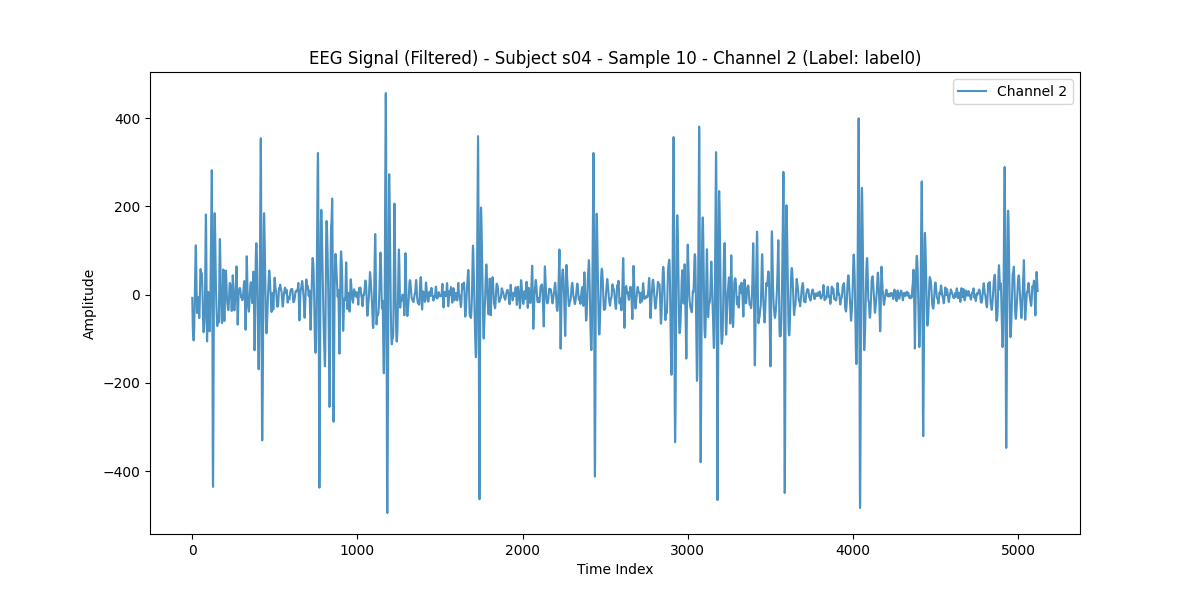 EEG Signal (Filtered) - Subject s04 - Sample 10 - Channel 2 (Label: label0)
Channel 2
400
200
0
−200
−400
Amplitude
0 1000 2000 3000 4000 5000
Time Index